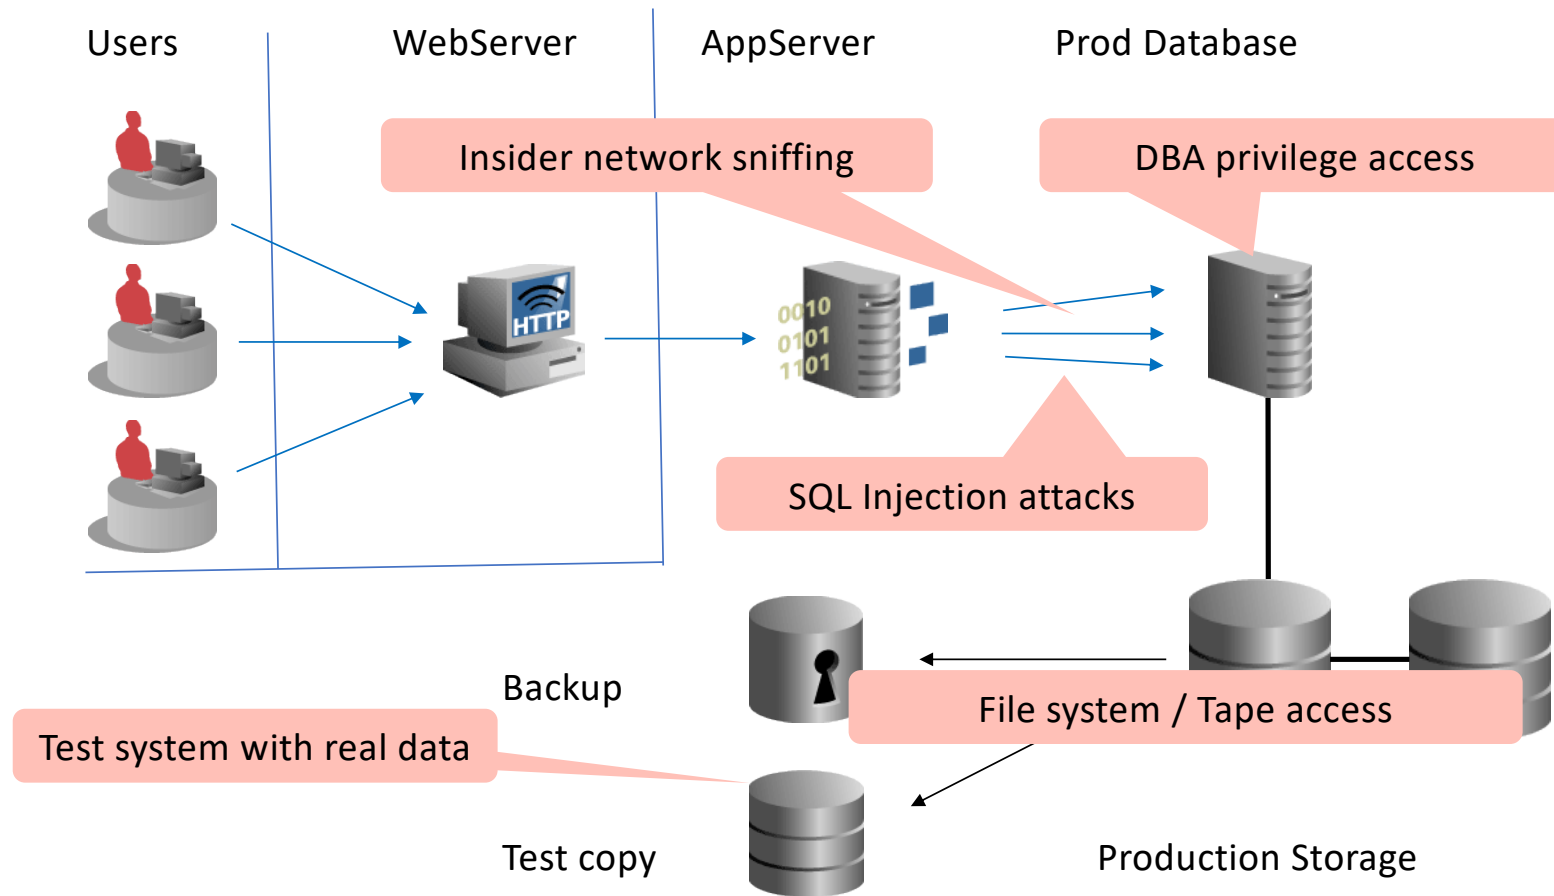 Users
WebServer
AppServer
Prod Database
Insider network sniffing
DBA privilege access
HTTP
0010
0101
1101
SQL Injection attacks
Backup
File system / Tape access
Test system with real data
Test copy
Production Storage